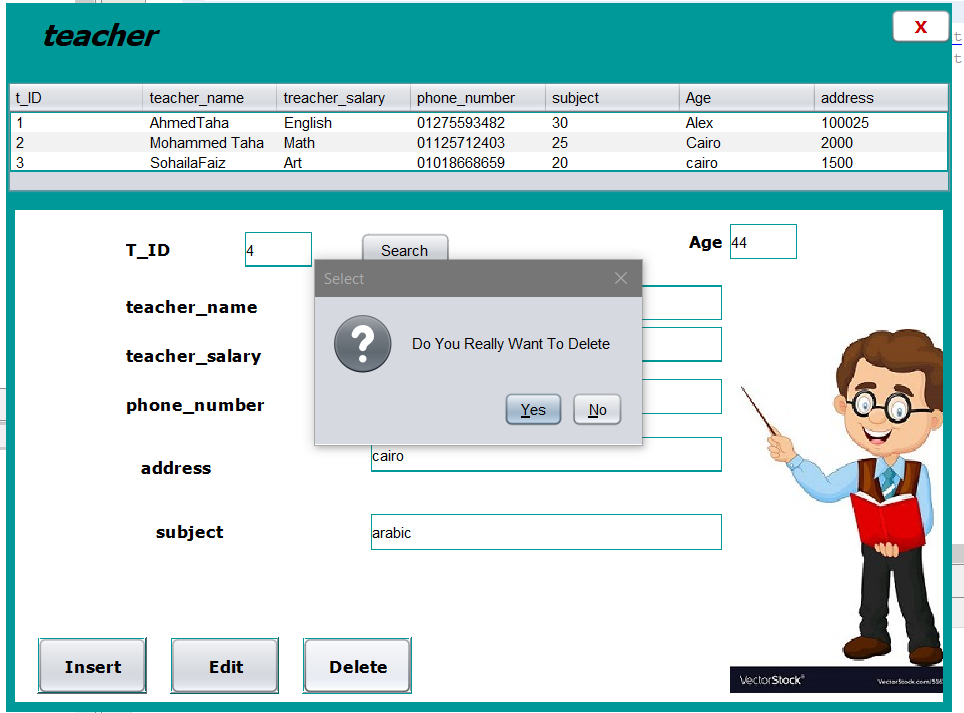 teacher
X
t_ID teacher_name treacher_salary phone_number subject Age address
1 AhmedTaha English 01275593482 30 Alex 100025
2 Mohammed Taha Math 01125712403 25 Cairo 2000
3 SohailaFaiz Art 01018668659 20 cairo 1500
T_ID 4 Search Age 44
Select
teacher_name
Do You Really Want To Delete
teacher_salary
phone_number
Yes No
address cairo
subject arabic
Insert Edit Delete
VectorStock®